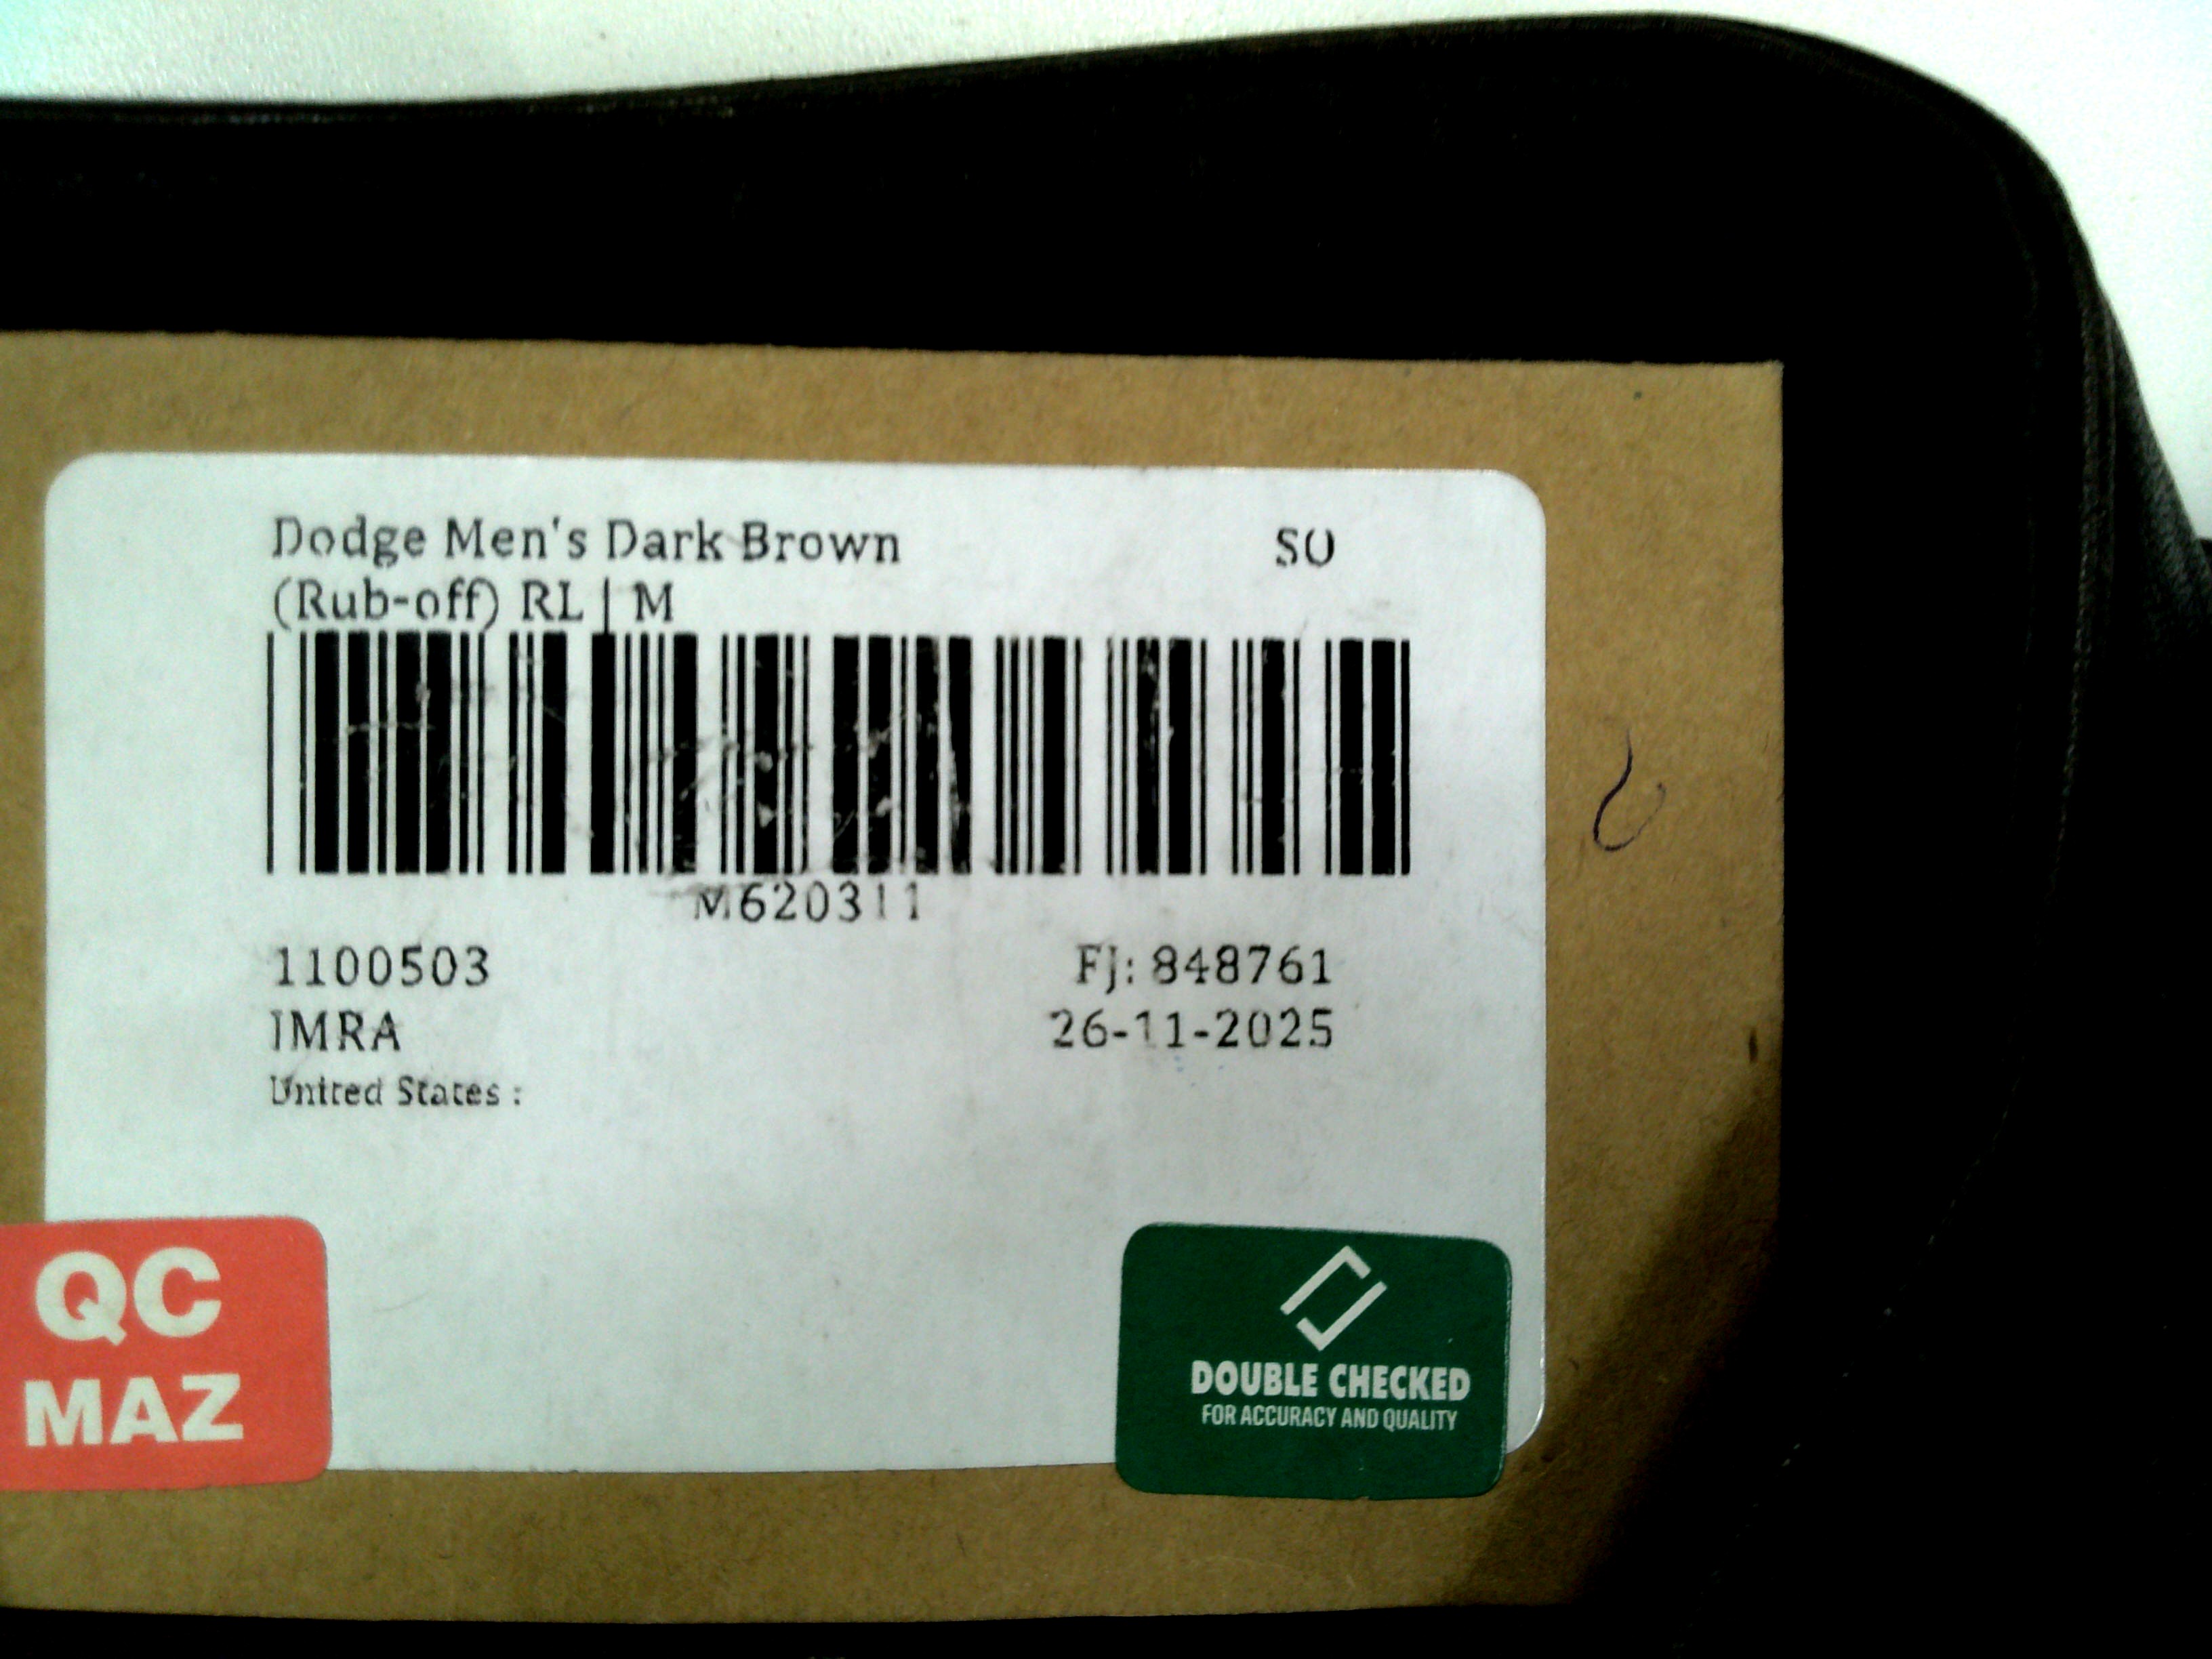 Dodge Men's Dark Brown SO
(Rub-off) RL | M
M620311
1100503 FJ: 848761
IMRA 26-11-2025
United States :
QC
MAZ
DOUBLE CHECKED
FOR ACCURACY AND QUALITY